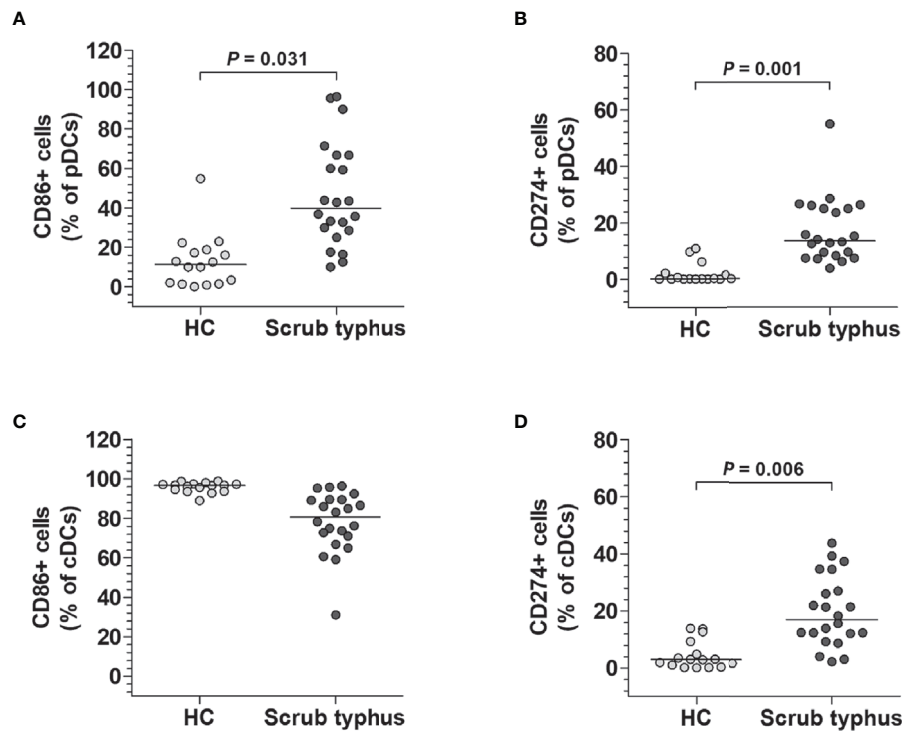 A
CD86+ cells
(% of pDCs)
120
100
80
60
40
20
0
P = 0.031
HC
Scrub typhus
B
CD274+ cells
(% of pDCs)
80
60
40
20
0
P = 0.001
HC
Scrub typhus
C
CD86+ cells
(% of cDCs)
120
100
80
60
40
20
0
HC
Scrub typhus
D
CD274+ cells
(% of cDCs)
80
60
40
20
0
P = 0.006
HC
Scrub typhus